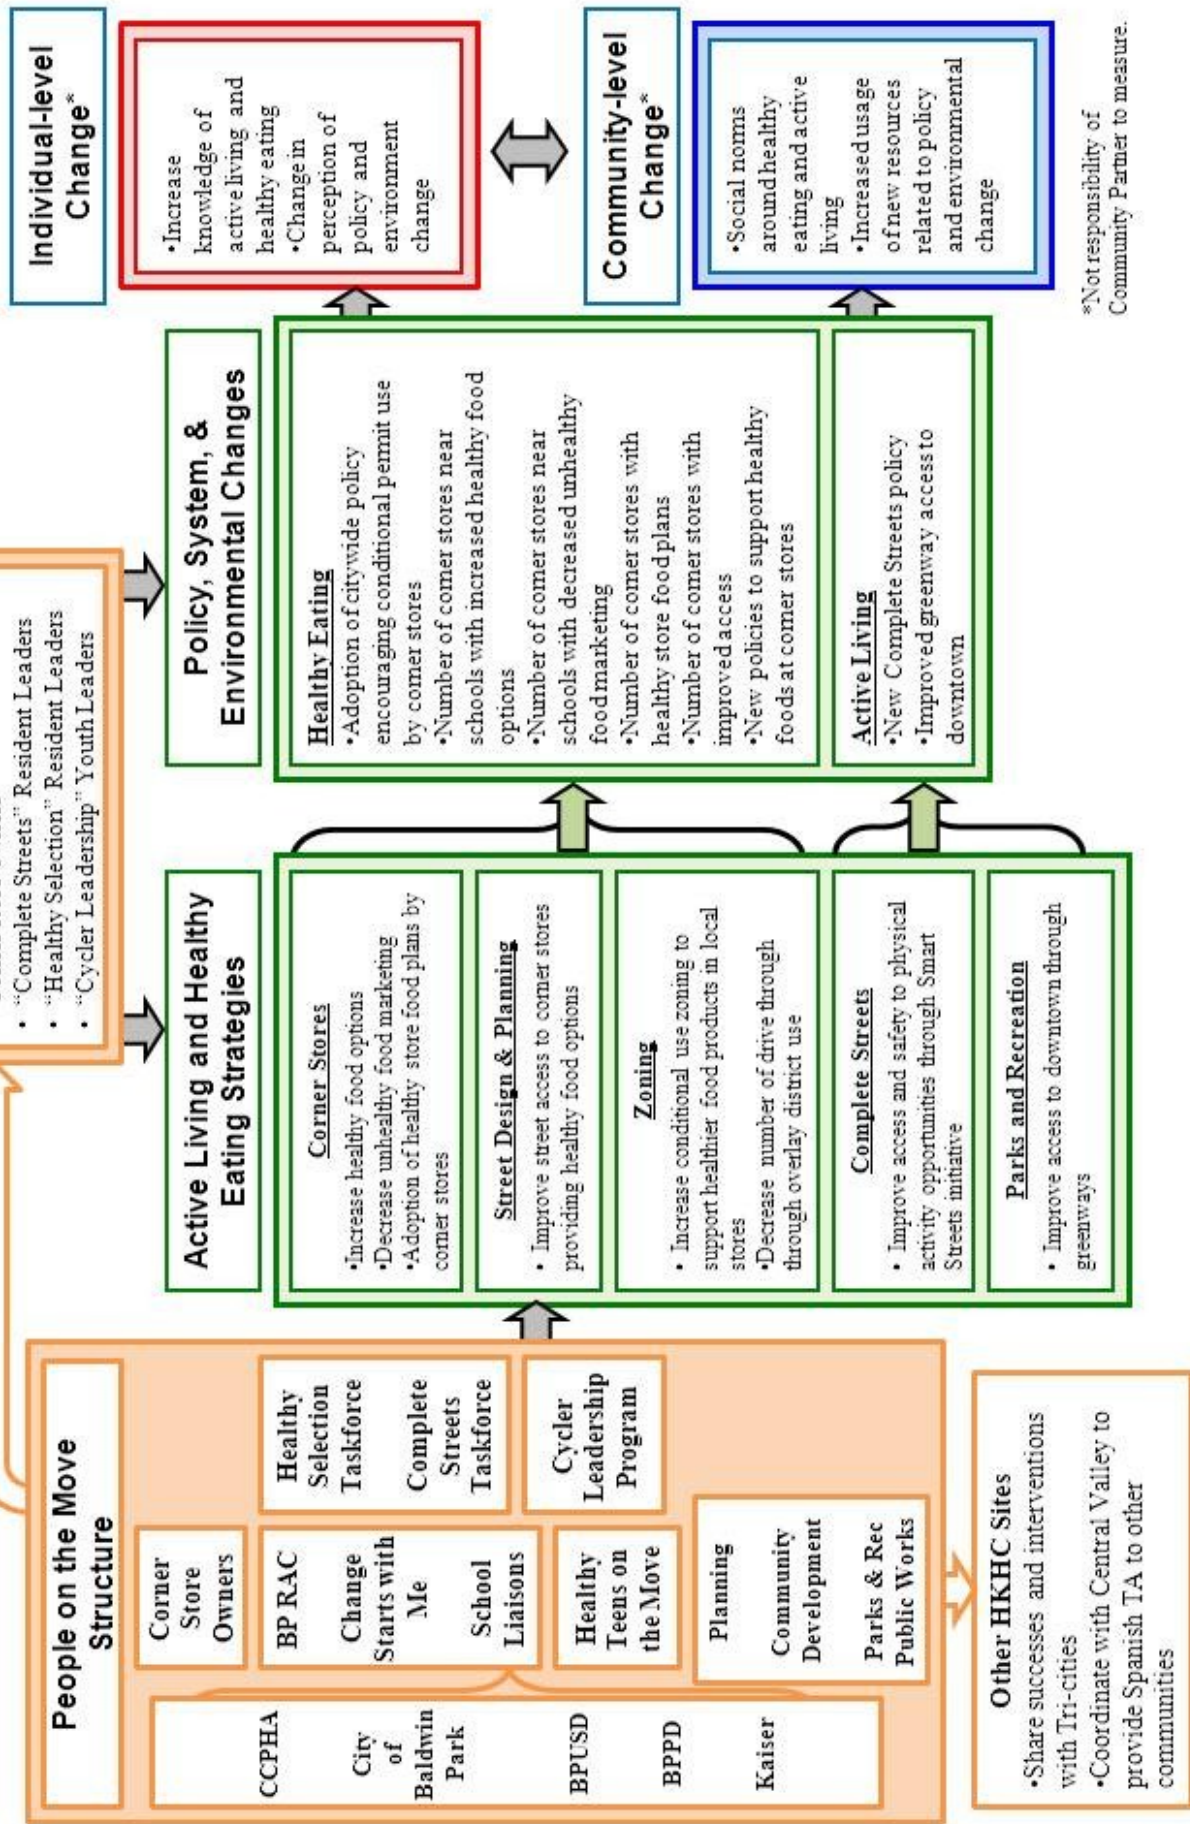 • “Complete Streets” Resident Leaders
• “Healthy Selection” Resident Leaders
• “Cycler Leadership” Youth Leaders
People on the Move
Structure
CCPHA
City
of
Baldwin
Park
BPUSD
BPPD
Kaiser
Corner
Store
Owners
BP RAC
Change
Starts with
Me
School
Liaisons
Healthy
Teens on
the Move
Planning
Community
Development
Parks & Rec
Public Works
Healthy
Selection
Taskforce
Complete
Streets
Taskforce
Cycler
Leadership
Program
Other HKHC Sites
•Share successes and interventions
with Tri-cities
•Coordinate with Central Valley to
provide Spanish TA to other
communities
Active Living and Healthy
Eating Strategies
Corner Stores
•Increase healthy food options
•Decrease unhealthy food marketing
•Adoption of healthy store food plans by
corner stores
Street Design & Planning
• Improve street access to corner stores
providing healthy food options
Zoning
• Increase conditional use zoning to
support healthier food products in local
stores
•Decrease number of drive through
through overlay district use
Complete Streets
• Improve access and safety to physical
activity opportunities through Smart
Streets initiative
Parks and Recreation
• Improve access to downtown through
greenways
Policy, System, &
Environmental Changes
Healthy Eating
•Adoption of citywide policy
encouraging conditional permit use
by corner stores
•Number of corner stores near
schools with increased healthy food
options
•Number of corner stores near
schools with decreased unhealthy
food marketing
•Number of corner stores with
healthy store food plans
•Number of corner stores with
improved access
•New policies to support healthy
foods at corner stores
Active Living
•New Complete Streets policy
•Improved greenway access to
downtown
Individual-level
Change*
•Increase
knowledge of
active living and
healthy eating
•Change in
perception of
policy and
environment
change
Community-level
Change*
•Social norms
around healthy
eating and active
living
•Increased usage
of new resources
related to policy
and environmental
change
*Not responsibility of
Community Partner to measure.